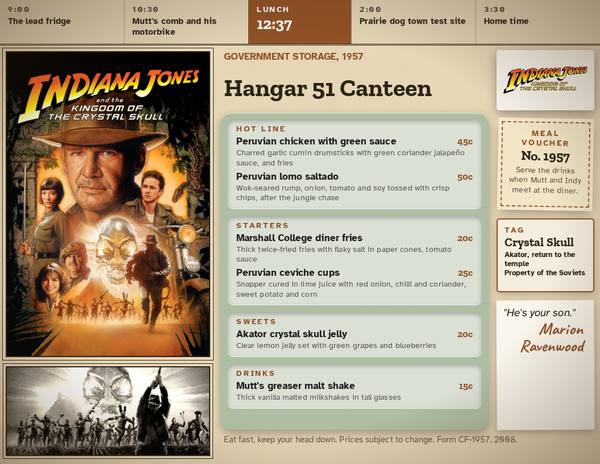 9:00
The lead fridge
10:30
Mutt's comb and his
motorbike
LUNCH
12:37
2:00
Prairie dog town test site
3:30
Home time
INDIANA JONES
and the
KINGDOM OF
THE CRYSTAL SKULL
GOVERNMENT STORAGE, 1957
Hangar 51 Canteen
HOT LINE
Peruvian chicken with green sauce 45c
Charred garlic cumin drumsticks with green coriander jalapeño
sauce, and fries
Peruvian lomo saltado 50c
Wok-seared rump, onion, tomato and soy tossed with crisp
chips, after the jungle chase
STARTERS
Marshall College diner fries 20c
Thick twice-fried fries with flaky salt in paper cones, tomato
sauce
Peruvian ceviche cups 25c
Snapper cured in lime juice with red onion, chilli and coriander,
sweet potato and corn
SWEETS
Akator crystal skull jelly 20c
Clear lemon jelly set with green grapes and blueberries
DRINKS
Mutt's greaser malt shake 15c
Thick vanilla malted milkshakes in tall glasses
Eat fast, keep your head down. Prices subject to change. Form CF-1957. 2008.
INDIANA JONES
and the
KINGDOM OF
THE CRYSTAL SKULL
MEAL
VOUCHER
No. 1957
Serve the drinks
when Mutt and Indy
meet at the diner.
TAG
Crystal Skull
Akator, return to the
temple
Property of the Soviets
"He's your son."
Marion
Ravenwood